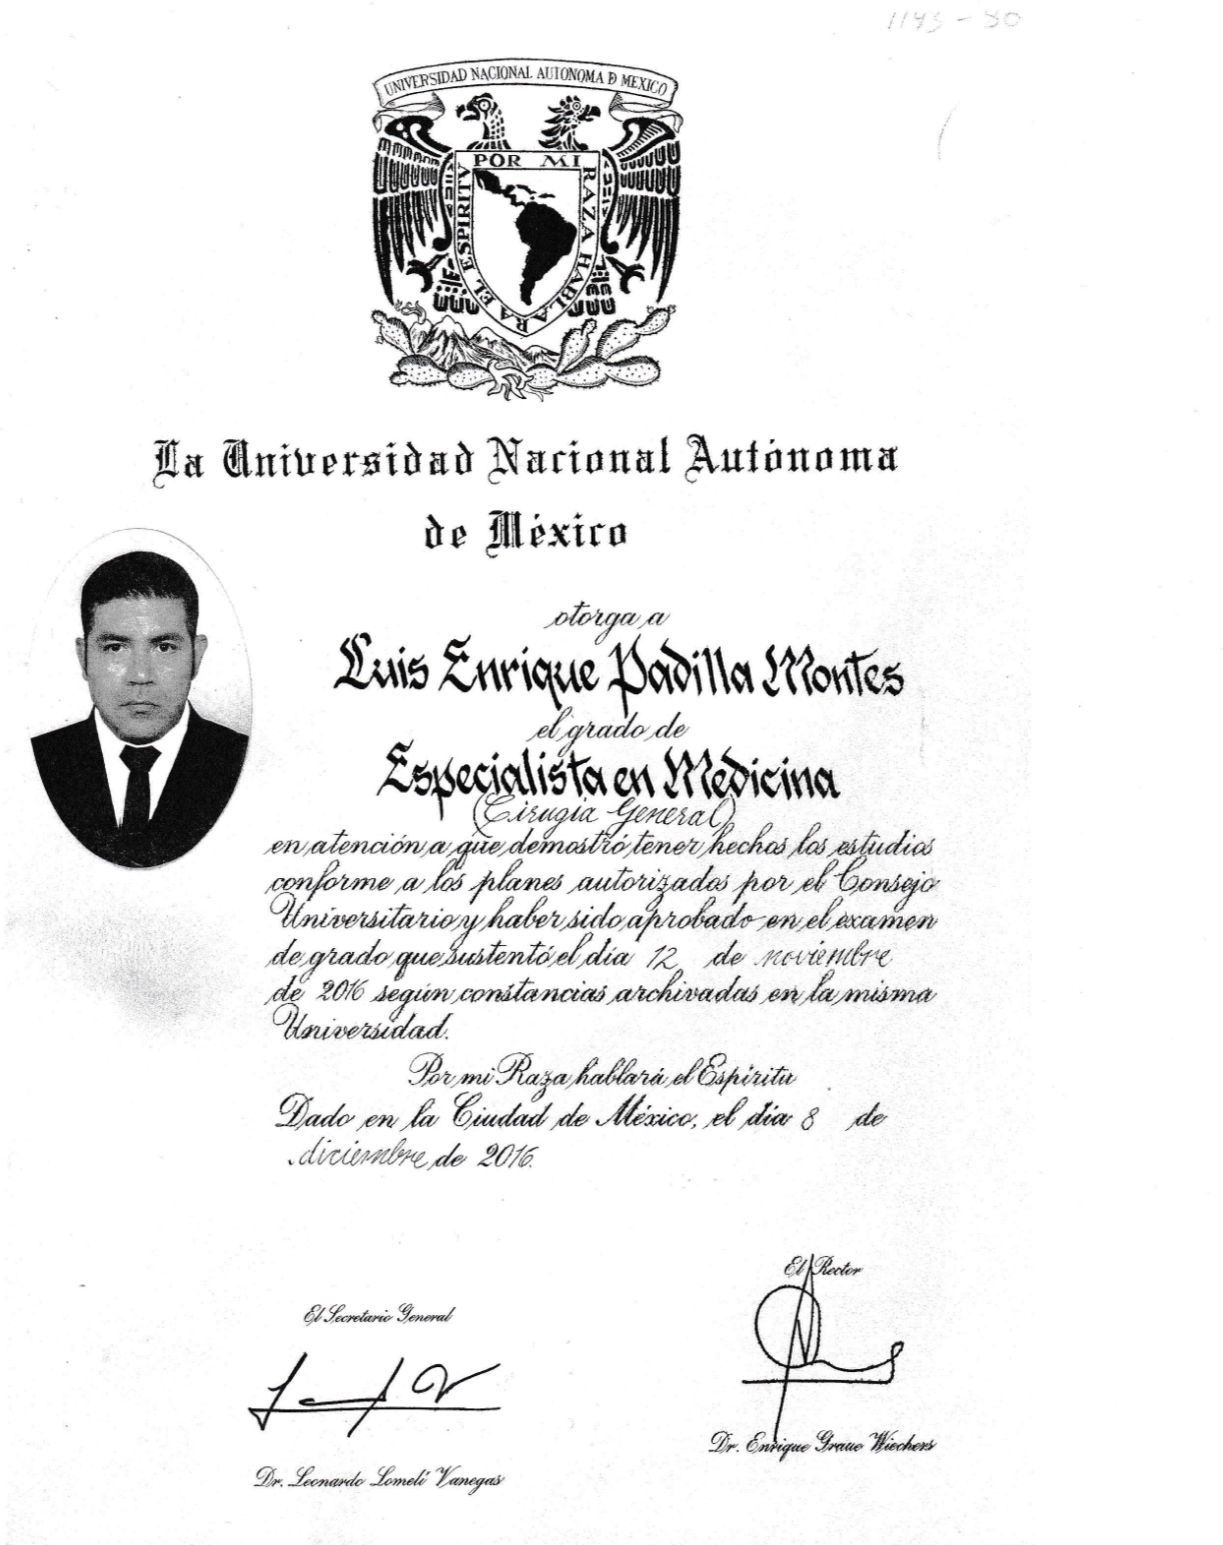 1193 - 80
UNIVERSIDAD NACIONAL AUTONOMA D MEXICO
POR MI RAZA HABLARA EL ESPIRITU
La Universidad Nacional Autónoma
de México
otorga a
Luis Enrique Padilla Montes
el grado de
Especialista en Medicina
(Cirugía General)
en atención a que demostró tener hechos los estudios
conforme a los planes autorizados por el Consejo
Universitario y haber sido aprobado en el examen
de grado que sustentó el día 12 de noviembre
de 2016 según constancias archivadas en la misma
Universidad.
Por mi Raza hablará el Espíritu
Dado en la Ciudad de México, el día 8 de
diciembre de 2016.
El Rector
El Secretario General
Dr. Enrique Graue Wiechers
Dr. Leonardo Lomelí Vanegas